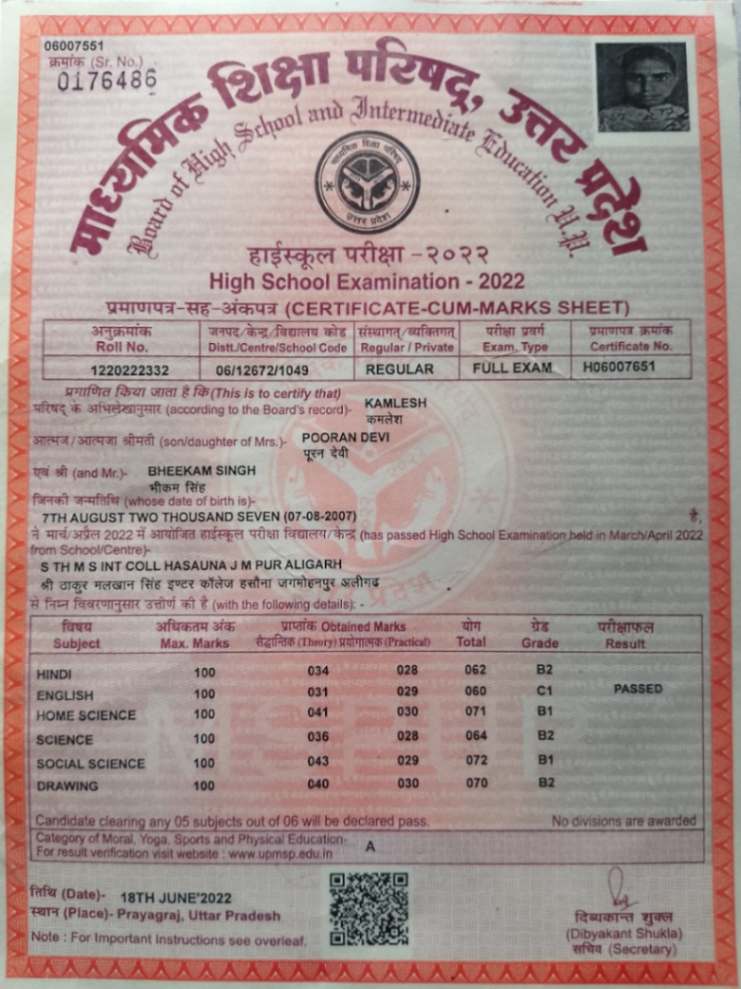 06007551
क्रमांक (Sr. No.)
0176486
माध्यमिक शिक्षा परिषद्, उत्तर प्रदेश
Board of High School and Intermediate Education U.P.
माध्यमिक शिक्षा परिषद्
उत्तर प्रदेश
हाईस्कूल परीक्षा - २०२२
High School Examination - 2022
प्रमाणपत्र-सह-अंकपत्र (CERTIFICATE-CUM-MARKS SHEET)
अनुक्रमांक जनपद/केन्द्र/विद्यालय कोड संस्थागत/व्यक्तिगत परीक्षा प्रवर्ग प्रमाणपत्र क्रमांक
Roll No. Distt./Centre/School Code Regular / Private Exam. Type Certificate No.
1220222332 06/12672/1049 REGULAR FULL EXAM H06007651
प्रमाणित किया जाता है कि (This is to certify that)
परिषद् के अभिलेखानुसार (according to the Board's record)- KAMLESH
कमलेश
आत्मज/आत्मजा श्रीमती (son/daughter of Mrs.)- POORAN DEVI
पूरन देवी
एवं श्री (and Mr.)- BHEEKAM SINGH
भीकम सिंह
जिनकी जन्मतिथि (whose date of birth is)-
7TH AUGUST TWO THOUSAND SEVEN (07-08-2007) है,
ने मार्च/अप्रैल 2022 में आयोजित हाईस्कूल परीक्षा विद्यालय/केन्द्र (has passed High School Examination held in March/April 2022
from School/Centre)-
S TH M S INT COLL HASAUNA J M PUR ALIGARH
श्री ठाकुर मलखान सिंह इण्टर कॉलेज हसौना जगमोहनपुर अलीगढ
से निम्न विवरणानुसार उत्तीर्ण की है (with the following details): -
विषय अधिकतम अंक प्राप्तांक Obtained Marks योग ग्रेड परीक्षाफल
Subject Max. Marks सैद्धान्तिक (Theory) प्रयोगात्मक (Practical) Total Grade Result
HINDI 100 034 028 062 B2
ENGLISH 100 031 029 060 C1 PASSED
HOME SCIENCE 100 041 030 071 B1
SCIENCE 100 036 028 064 B2
SOCIAL SCIENCE 100 043 029 072 B1
DRAWING 100 040 030 070 B2
Candidate clearing any 05 subjects out of 06 will be declared pass. No divisions are awarded
Category of Moral, Yoga, Sports and Physical Education- A
For result verification visit website : www.upmsp.edu.in
तिथि (Date)- 18TH JUNE'2022
स्थान (Place)- Prayagraj, Uttar Pradesh
Note : For Important Instructions see overleaf.
दिब्यकान्त शुक्ल
(Dibyakant Shukla)
सचिव (Secretary)